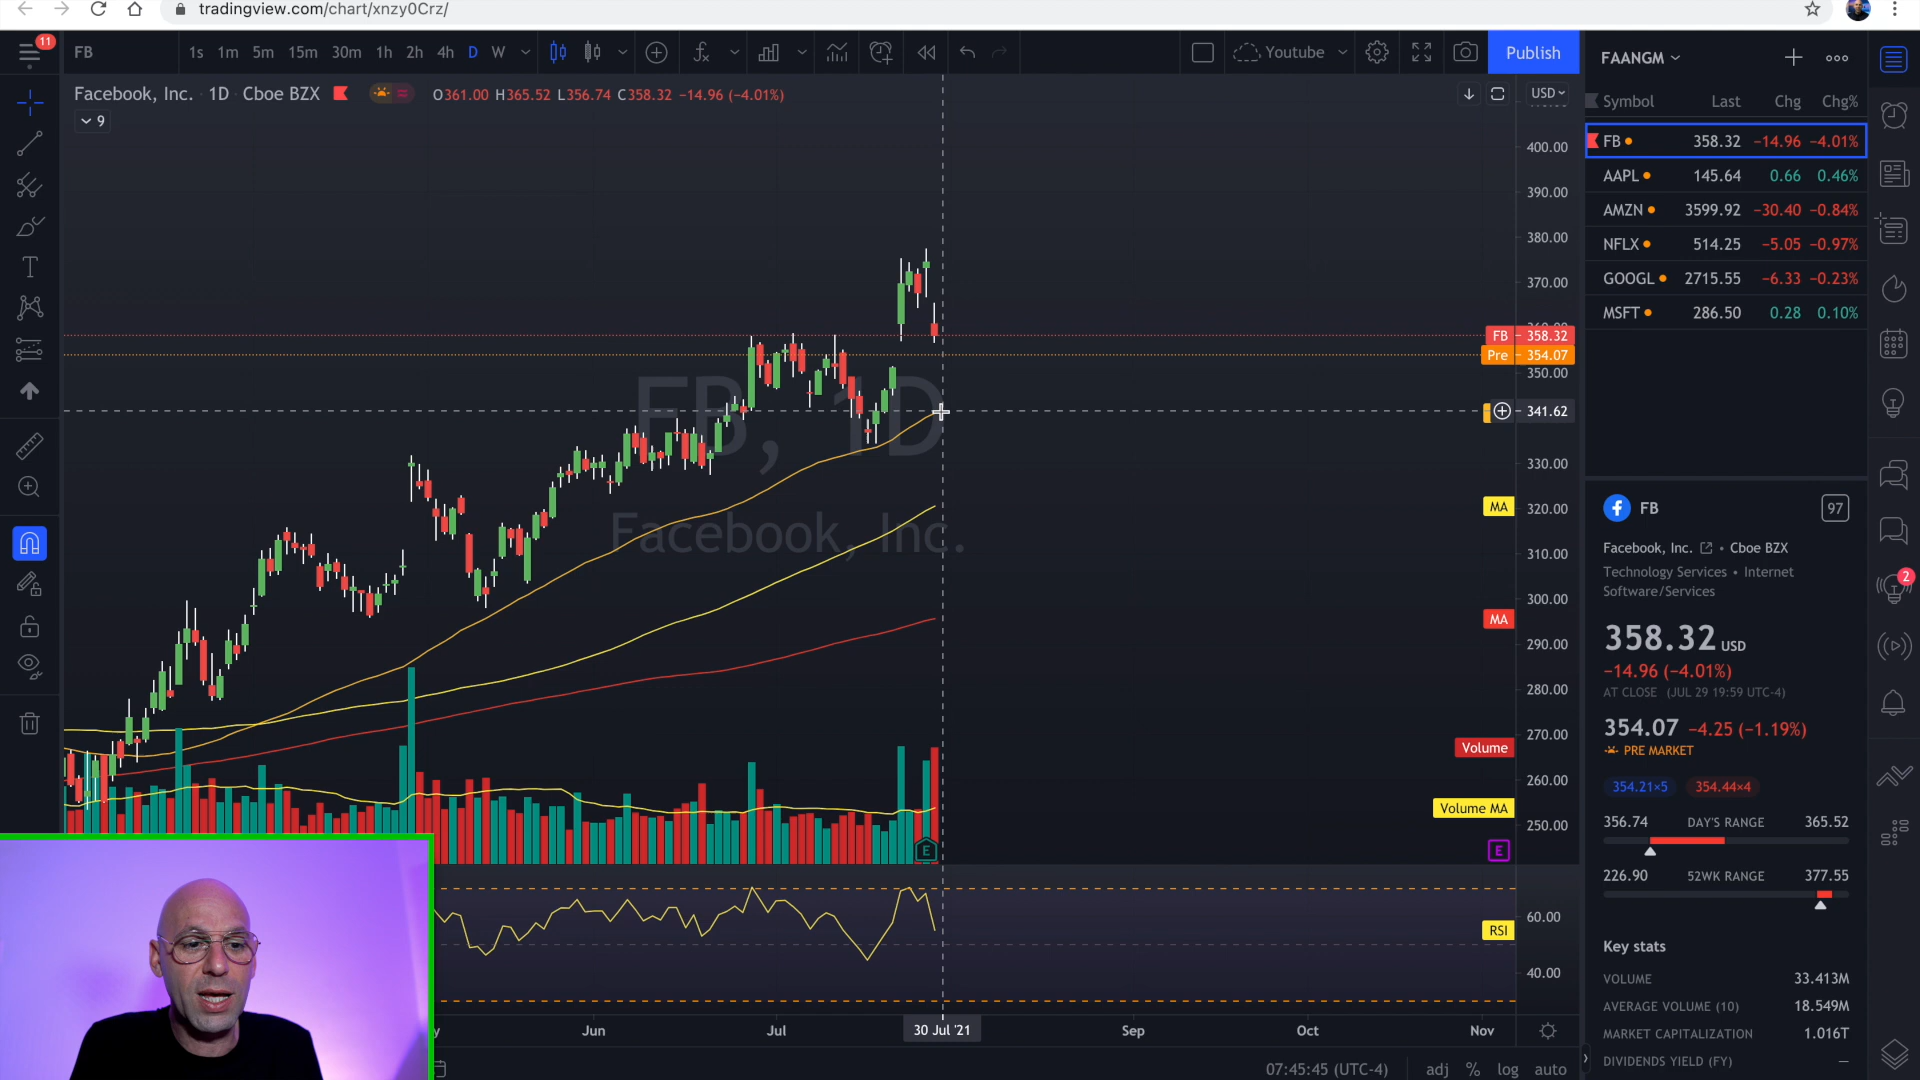 tradingview.com/chart/xnzy0Crz/
11
FB
1s 1m 5m 15m 30m 1h 2h 4h D W
Youtube
Publish
FAANGM
Facebook, Inc. · 1D · Cboe BZX
O361.00 H365.52 L356.74 C358.32 −14.96 (−4.01%)
USD
9
Symbol Last Chg Chg%
FB 358.32 −14.96 −4.01%
AAPL 145.64 0.66 0.46%
AMZN 3599.92 −30.40 −0.84%
NFLX 514.25 −5.05 −0.97%
GOOGL 2715.55 −6.33 −0.23%
MSFT 286.50 0.28 0.10%
400.00
390.00
380.00
370.00
FB 358.32
Pre 354.07
350.00
341.62
330.00
MA 320.00
310.00
300.00
MA
290.00
280.00
270.00
Volume
260.00
Volume MA
250.00
E
E
60.00
RSI
40.00
FB, 1D
Facebook, Inc.
Jun Jul 30 Jul '21 Sep Oct Nov
07:45:45 (UTC-4) adj % log auto
FB 97
Facebook, Inc. • Cboe BZX
Technology Services • Internet
Software/Services
358.32 USD
−14.96 (−4.01%)
AT CLOSE (JUL 29 19:59 UTC-4)
354.07 −4.25 (−1.19%)
PRE MARKET
354.21×5 354.44×4
356.74 DAY'S RANGE 365.52
226.90 52WK RANGE 377.55
Key stats
VOLUME 33.413M
AVERAGE VOLUME (10) 18.549M
MARKET CAPITALIZATION 1.016T
DIVIDENDS YIELD (FY) —
2